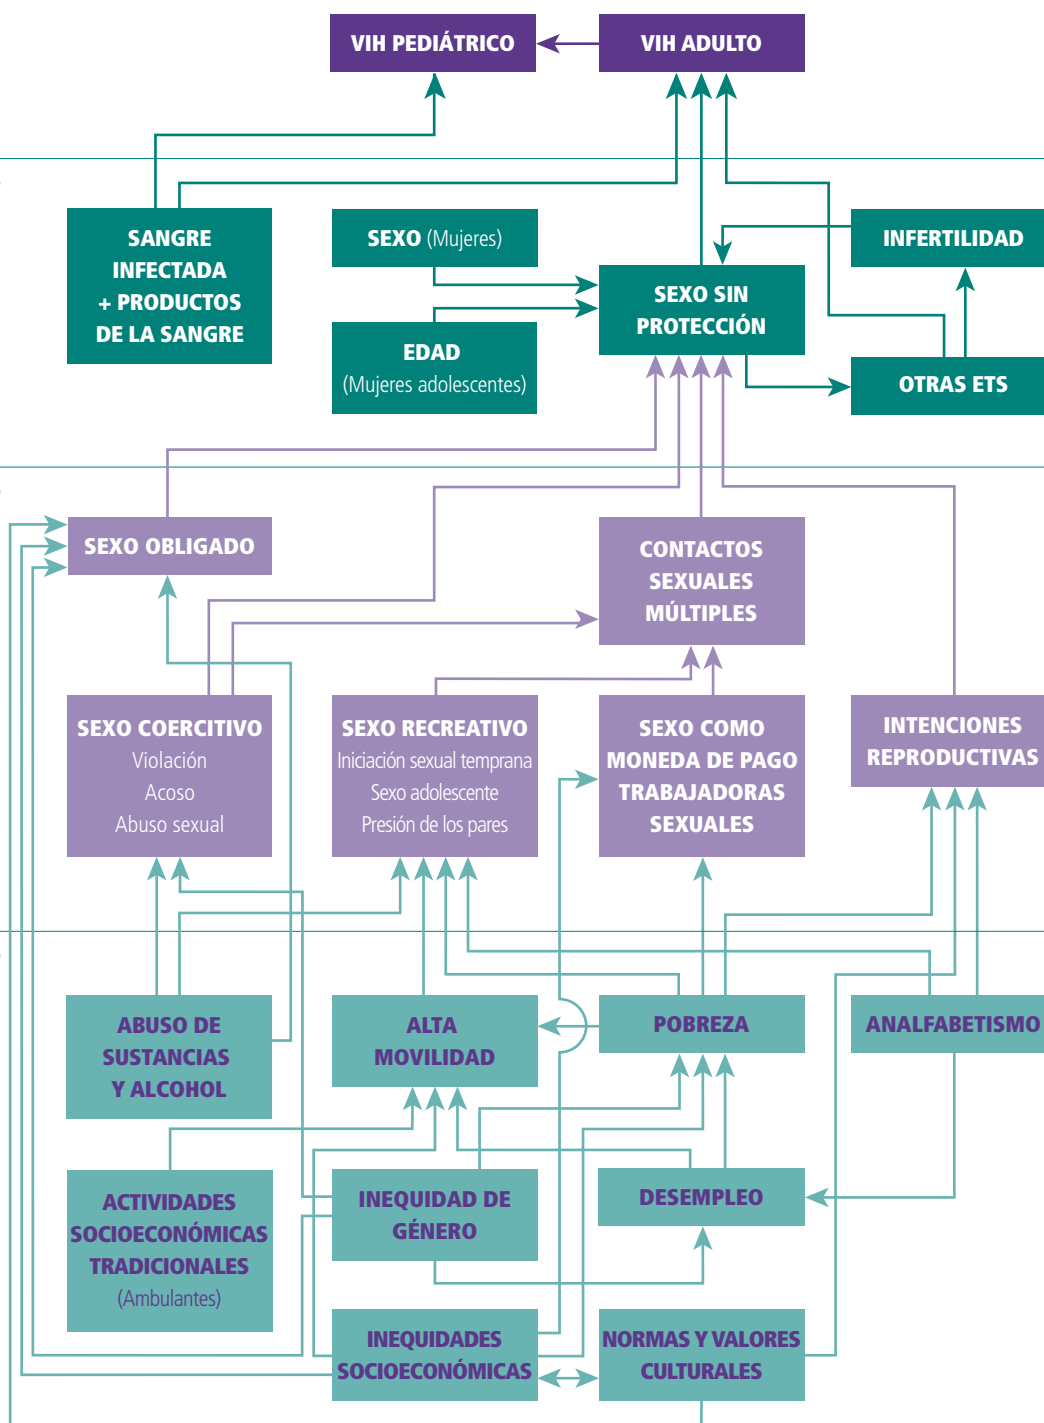 VIH PEDIÁTRICO
VIH ADULTO
SANGRE
INFECTADA
+ PRODUCTOS
DE LA SANGRE
SEXO (Mujeres)
EDAD
(Mujeres adolescentes)
SEXO SIN
PROTECCIÓN
INFERTILIDAD
OTRAS ETS
SEXO OBLIGADO
CONTACTOS
SEXUALES
MÚLTIPLES
SEXO COERCITIVO
Violación
Acoso
Abuso sexual
SEXO RECREATIVO
Iniciación sexual temprana
Sexo adolescente
Presión de los pares
SEXO COMO
MONEDA DE PAGO
TRABAJADORAS
SEXUALES
INTENCIONES
REPRODUCTIVAS
ABUSO DE
SUSTANCIAS
Y ALCOHOL
ALTA
MOVILIDAD
POBREZA
ANALFABETISMO
ACTIVIDADES
SOCIOECONÓMICAS
TRADICIONALES
(Ambulantes)
INEQUIDAD DE
GÉNERO
DESEMPLEO
INEQUIDADES
SOCIOECONÓMICAS
NORMAS Y VALORES
CULTURALES